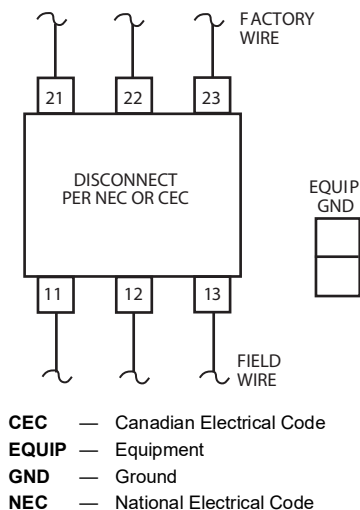 FACTORY
WIRE
21 22 23
DISCONNECT
PER NEC OR CEC
EQUIP
GND
11 12 13
FIELD
WIRE
CEC — Canadian Electrical Code
EQUIP — Equipment
GND — Ground
NEC — National Electrical Code